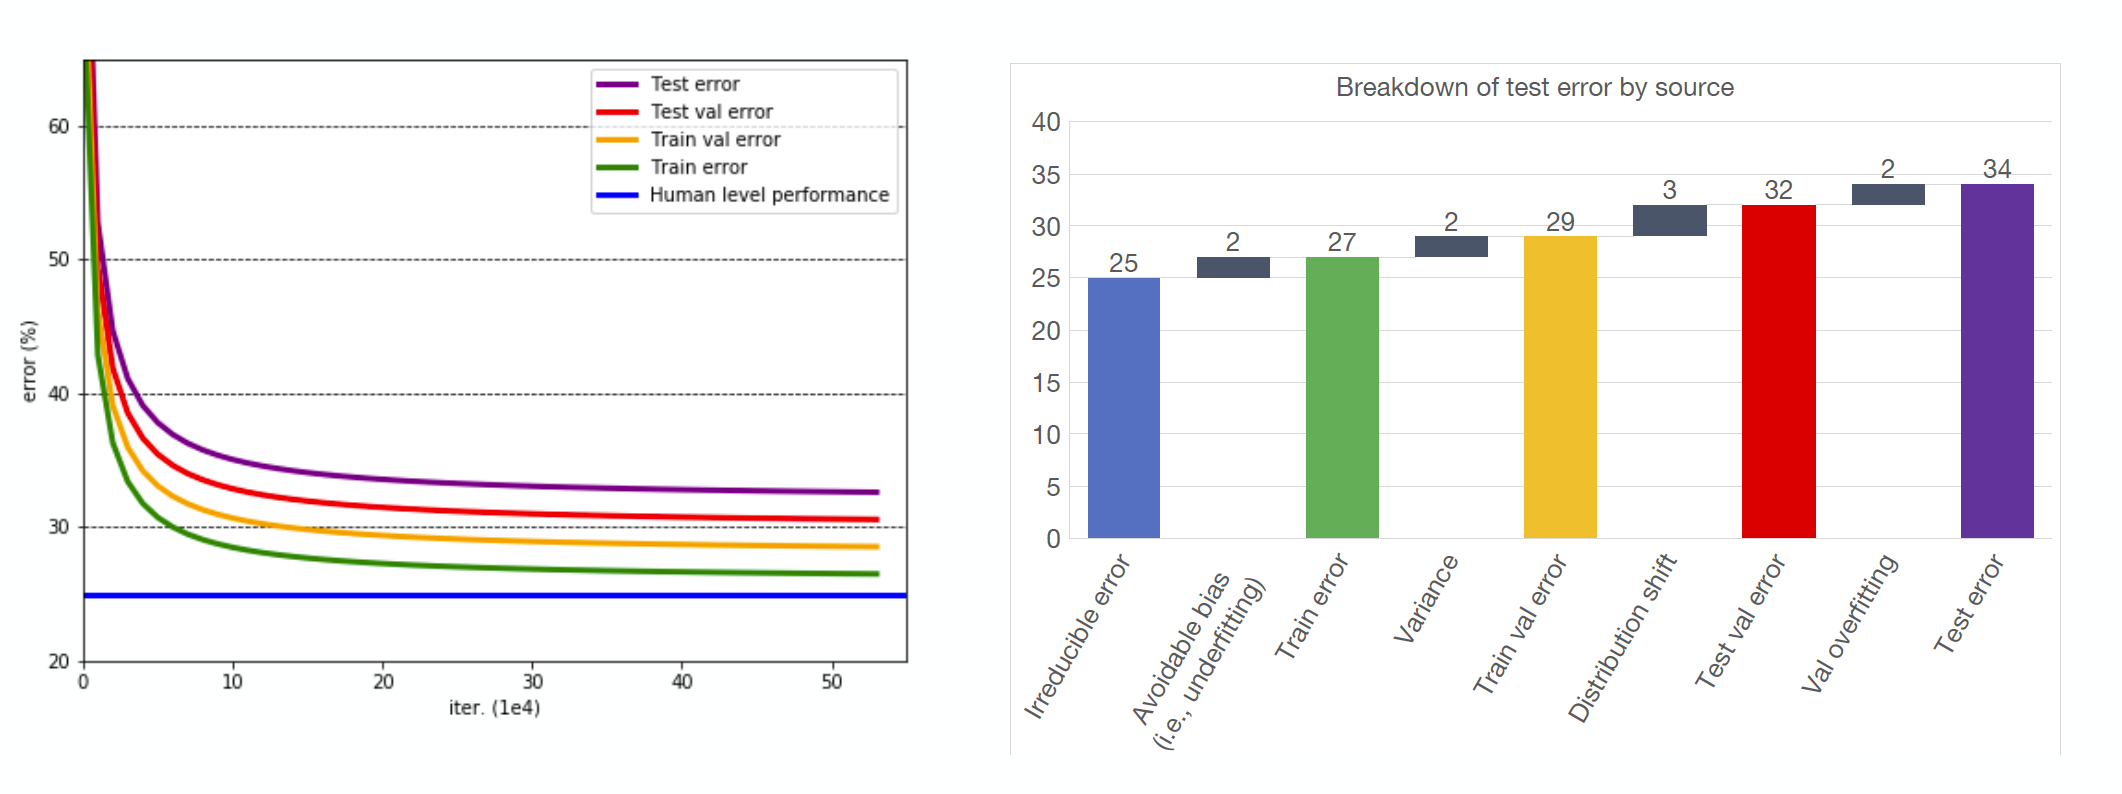 Test error
Test val error
Train val error
Train error
Human level performance
60
50
40
30
20
error (%)
0 10 20 30 40 50
iter. (1e4)
Breakdown of test error by source
40
35
30
25
20
15
10
5
0
25
2
27
2
29
3
32
2
34
Irreducible error
Avoidable bias
(i.e., underfitting)
Train error
Variance
Train val error
Distribution shift
Test val error
Val overfitting
Test error